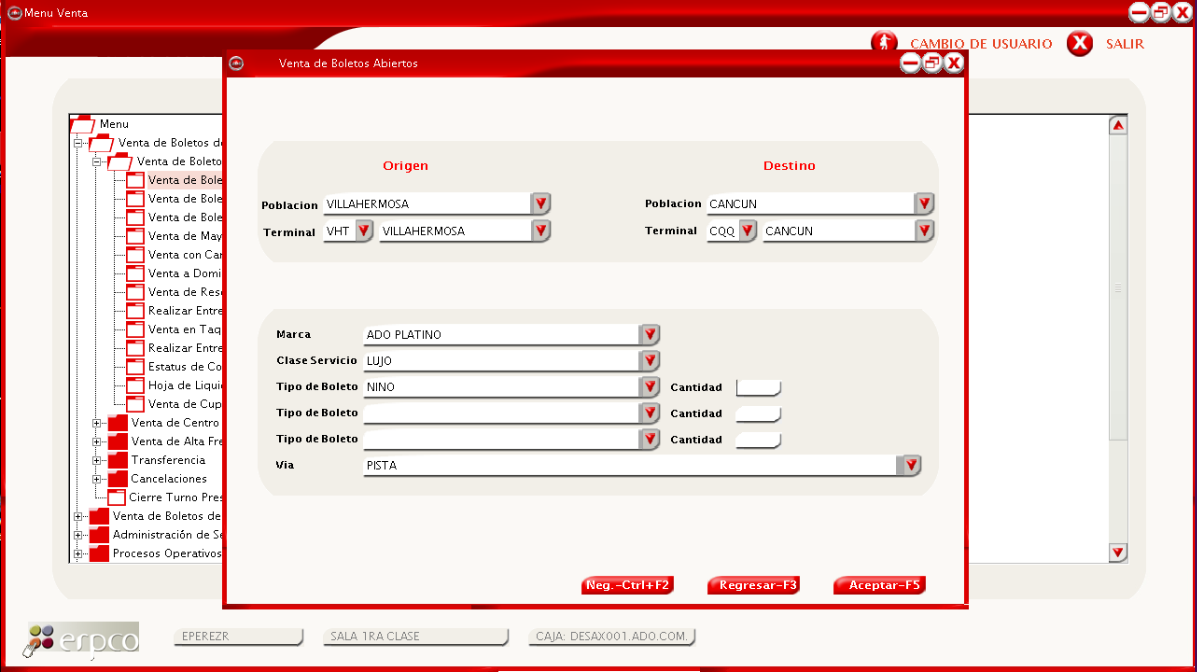 Menu Venta
CAMBIO DE USUARIO
SALIR
Venta de Boletos Abiertos
Menu
Venta de Boletos
Venta de Boleto
Venta de Bole
Venta de Bole
Venta de Bole
Venta de May
Venta con Car
Venta a Domi
Venta de Res
Realizar Entre
Venta en Taq
Realizar Entre
Estatus de Co
Hoja de Liqui
Venta de Cup
Venta de Centro
Venta de Alta Fre
Transferencia
Cancelaciones
Cierre Turno Pres
Venta de Boletos de
Administración de Se
Procesos Operativos
Origen
Destino
Poblacion VILLAHERMOSA
Poblacion CANCUN
Terminal VHT VILLAHERMOSA
Terminal CQQ CANCUN
Marca ADO PLATINO
Clase Servicio LUJO
Tipo de Boleto NINO Cantidad
Tipo de Boleto Cantidad
Tipo de Boleto Cantidad
Via PISTA
Neg.-Ctrl+F2
Regresar-F3
Aceptar-F5
erpco
EPEREZR
SALA 1RA CLASE
CAJA: DESAX001.ADO.COM.